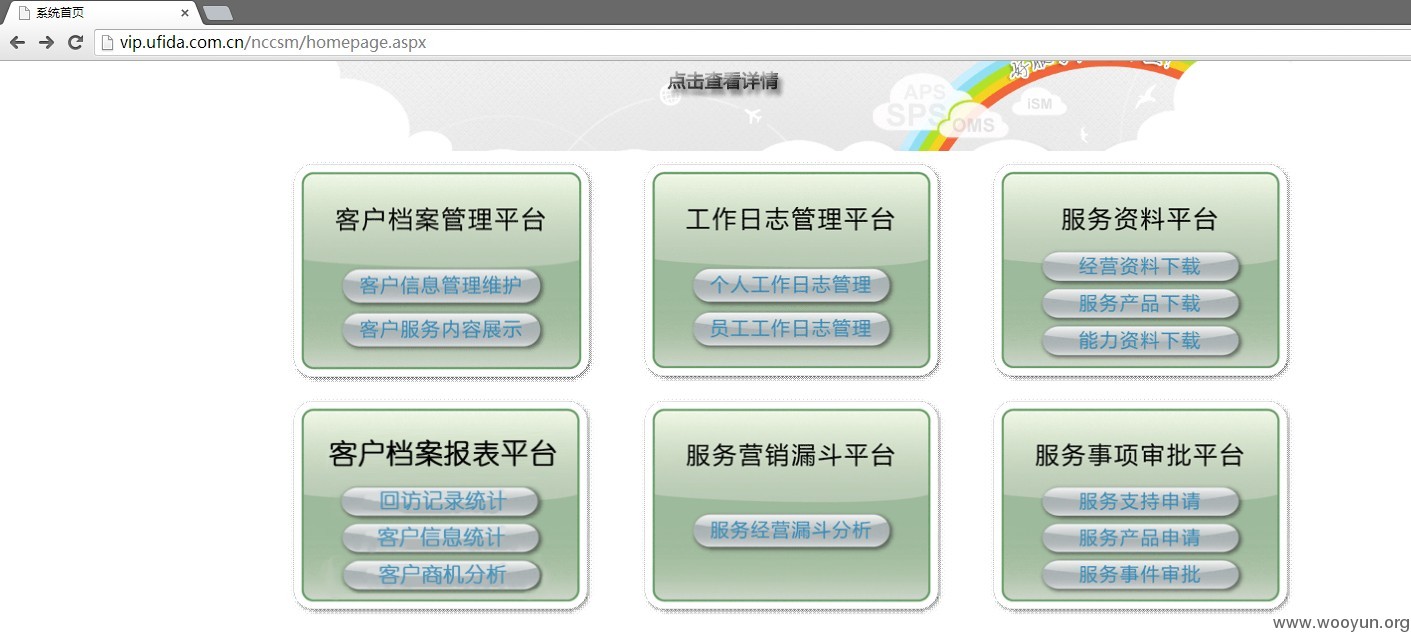 系统首页
vip.ufida.com.cn/nccsm/homepage.aspx
点击查看详情
APS
SPS
OMS
iSM
客户档案管理平台
客户信息管理维护
客户服务内容展示
工作日志管理平台
个人工作日志管理
员工工作日志管理
服务资料平台
经营资料下载
服务产品下载
能力资料下载
客户档案报表平台
回访记录统计
客户信息统计
客户商机分析
服务营销漏斗平台
服务经营漏斗分析
服务事项审批平台
服务支持申请
服务产品申请
服务事件审批
www.wooyun.org